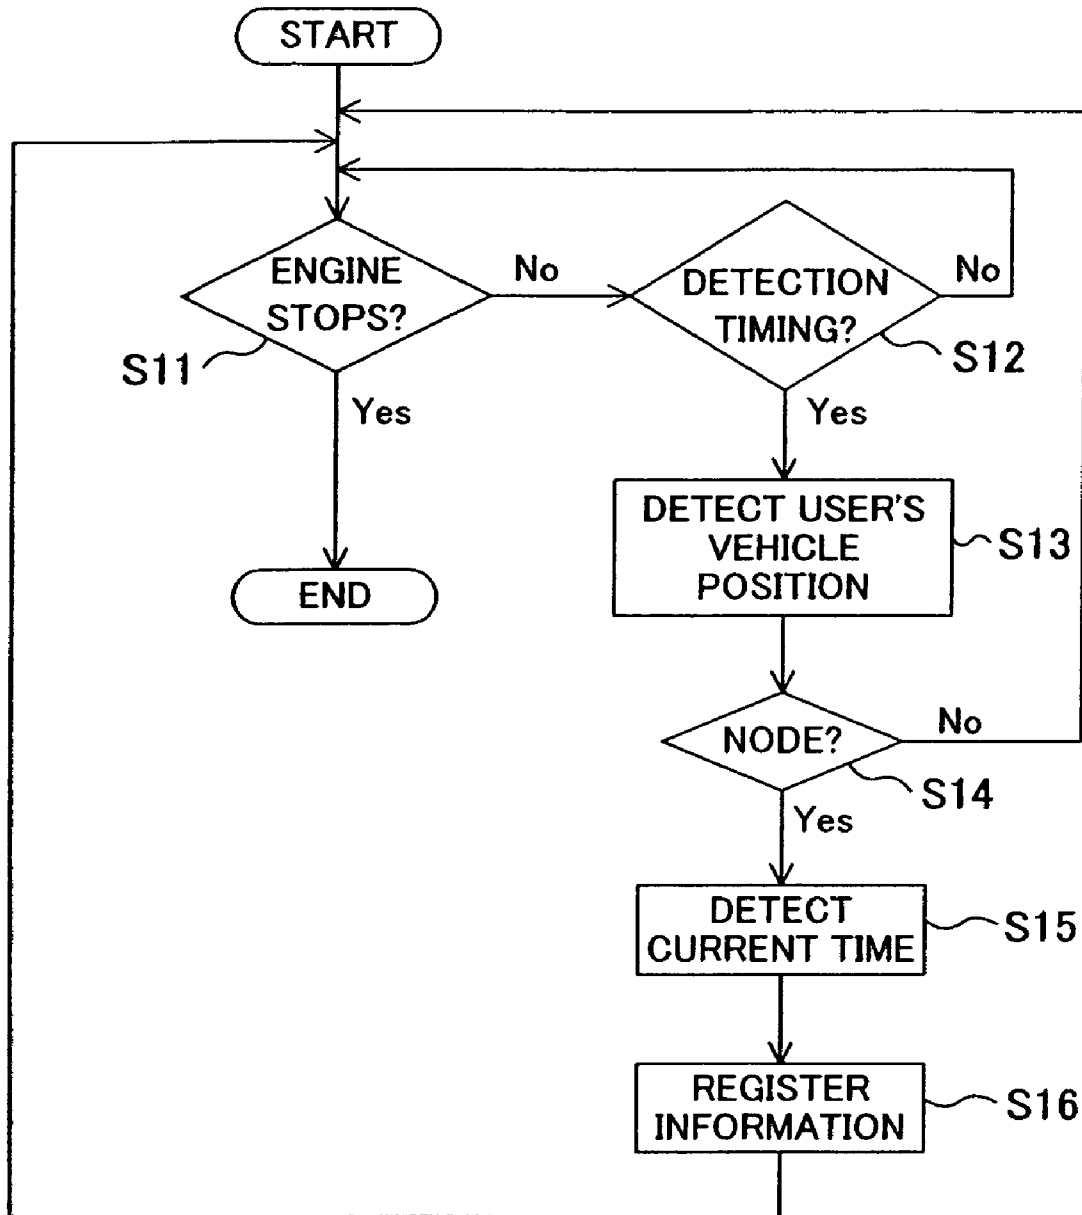 START
ENGINE
STOPS?
No
S11
Yes
END
DETECTION
TIMING?
No
S12
Yes
DETECT USER'S
VEHICLE
POSITION
S13
NODE?
No
S14
Yes
DETECT
CURRENT TIME
S15
REGISTER
INFORMATION
S16